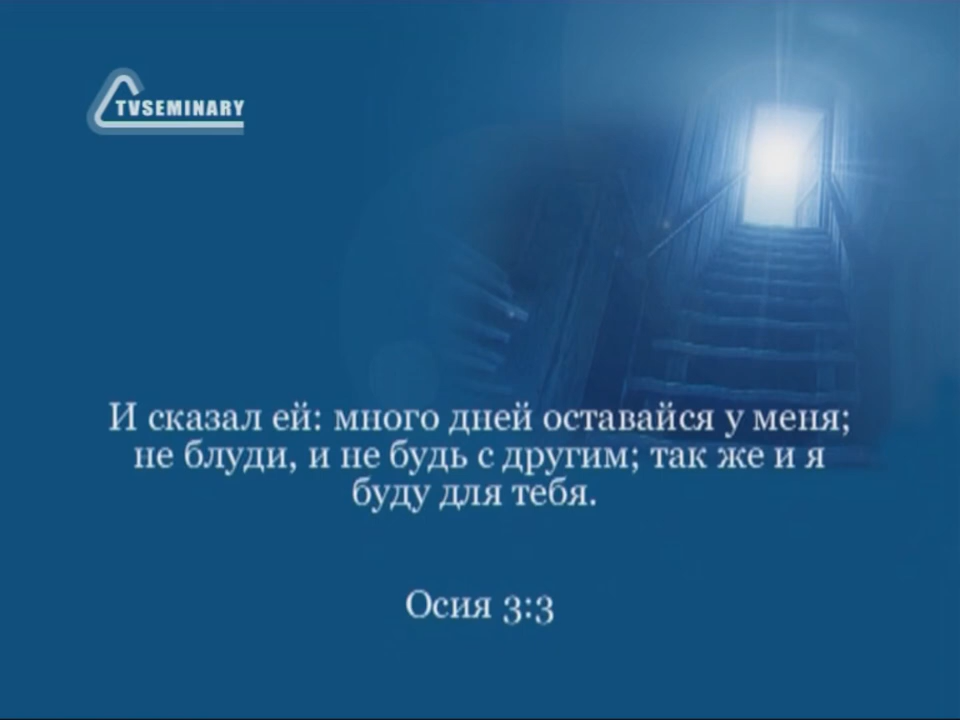 TVSEMINARY
И сказал ей: много дней оставайся у меня;
не блуди, и не будь с другим; так же и я
буду для тебя.
Осия 3:3